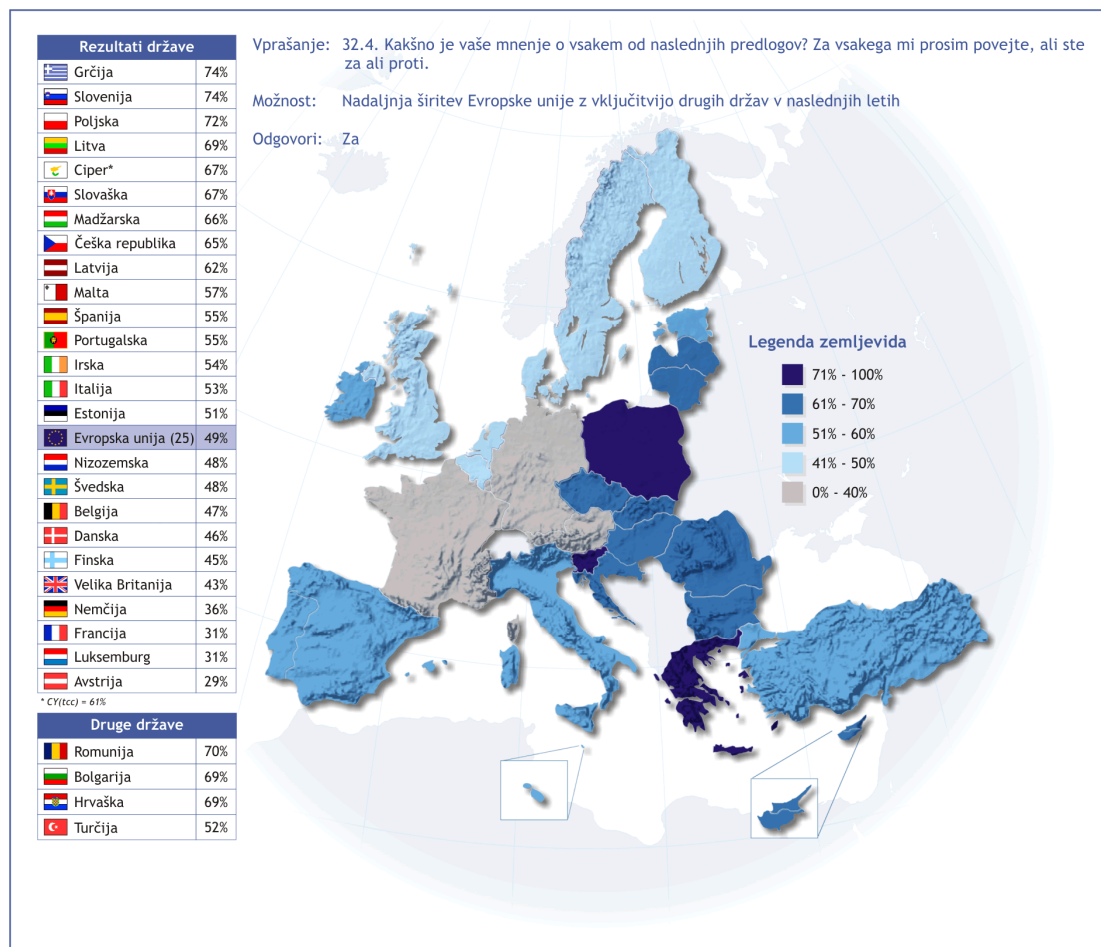 Vprašanje: 32.4. Kakšno je vaše mnenje o vsakem od naslednjih predlogov? Za vsakega mi prosim povejte, ali ste
za ali proti.
Možnost: Nadaljnja širitev Evropske unije z vključitvijo drugih držav v naslednjih letih
Odgovori: Za
Rezultati države
Grčija 74%
Slovenija 74%
Poljska 72%
Litva 69%
Ciper* 67%
Slovaška 67%
Madžarska 66%
Češka republika 65%
Latvija 62%
Malta 57%
Španija 55%
Portugalska 55%
Irska 54%
Italija 53%
Estonija 51%
Evropska unija (25) 49%
Nizozemska 48%
Švedska 48%
Belgija 47%
Danska 46%
Finska 45%
Velika Britanija 43%
Nemčija 36%
Francija 31%
Luksemburg 31%
Avstrija 29%
* CY(tcc) = 61%
Druge države
Romunija 70%
Bolgarija 69%
Hrvaška 69%
Turčija 52%
Legenda zemljevida
71% - 100%
61% - 70%
51% - 60%
41% - 50%
0% - 40%